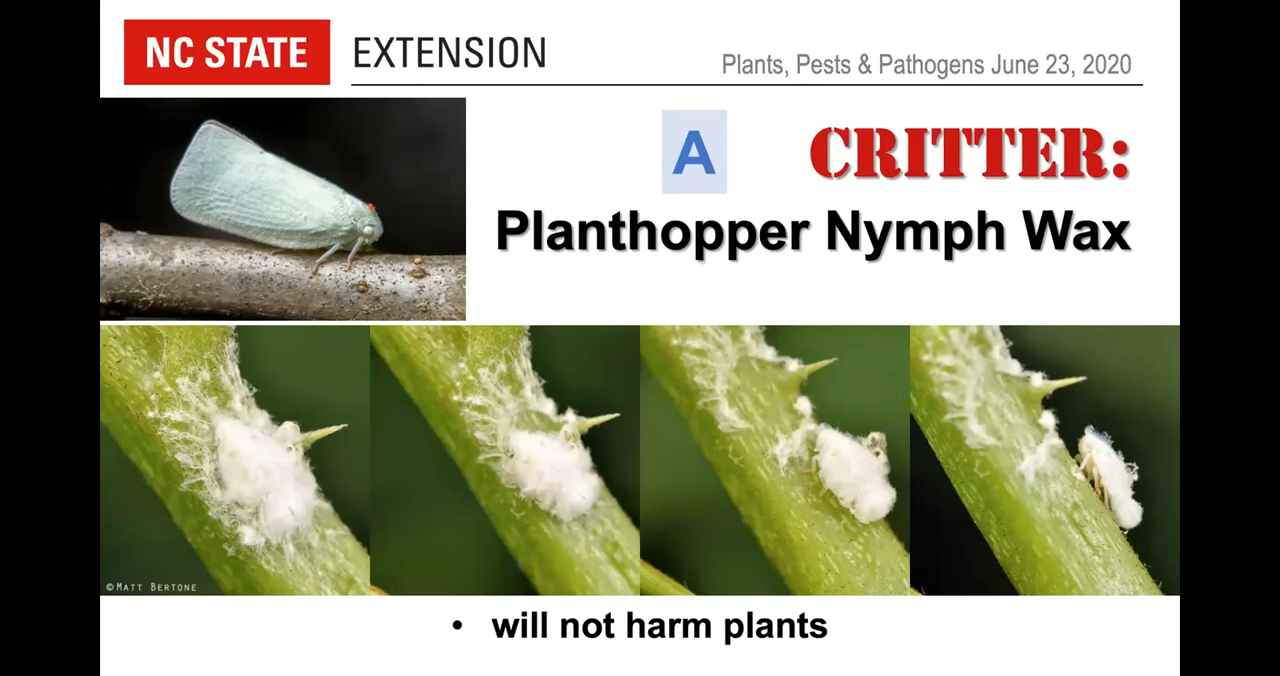 NC STATE EXTENSION
Plants, Pests & Pathogens June 23, 2020
A CRITTER:
Planthopper Nymph Wax
©MATT BERTONE
• will not harm plants